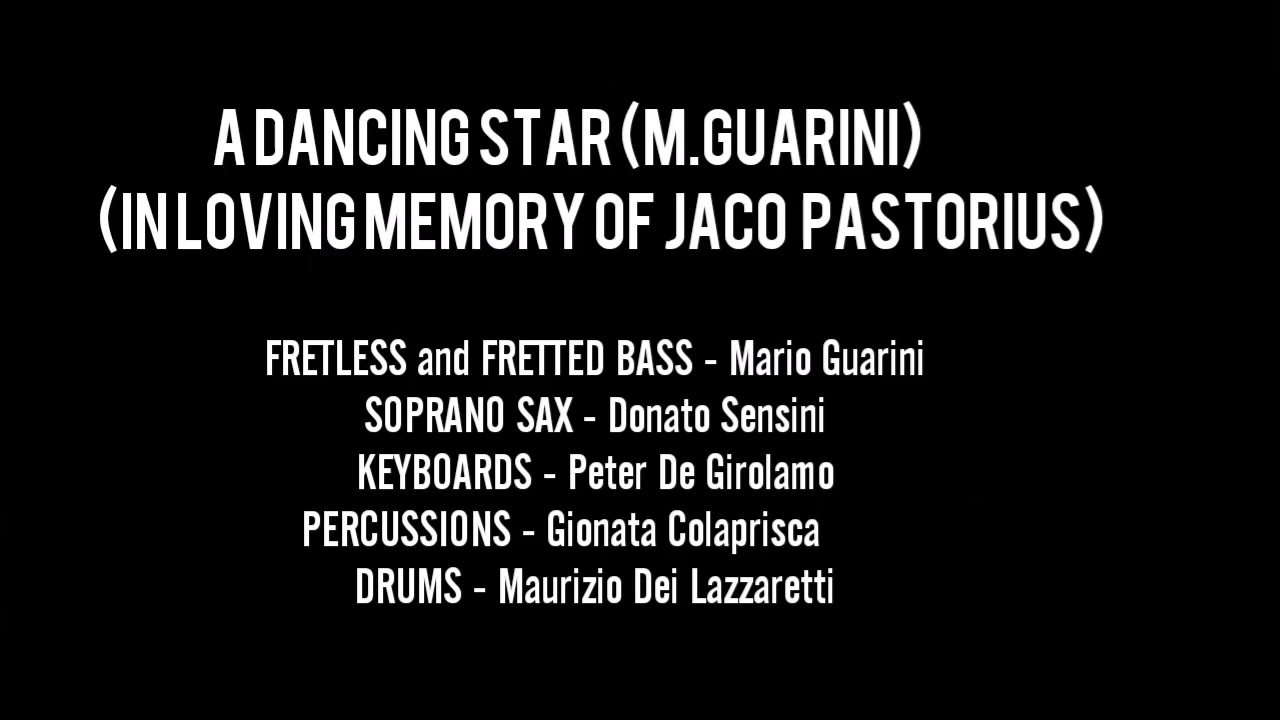 A DANCING STAR (M.GUARINI)
(IN LOVING MEMORY OF JACO PASTORIUS)
FRETLESS and FRETTED BASS - Mario Guarini
SOPRANO SAX - Donato Sensini
KEYBOARDS - Peter De Girolamo
PERCUSSIONS - Gionata Colaprisca
DRUMS - Maurizio Dei Lazzaretti